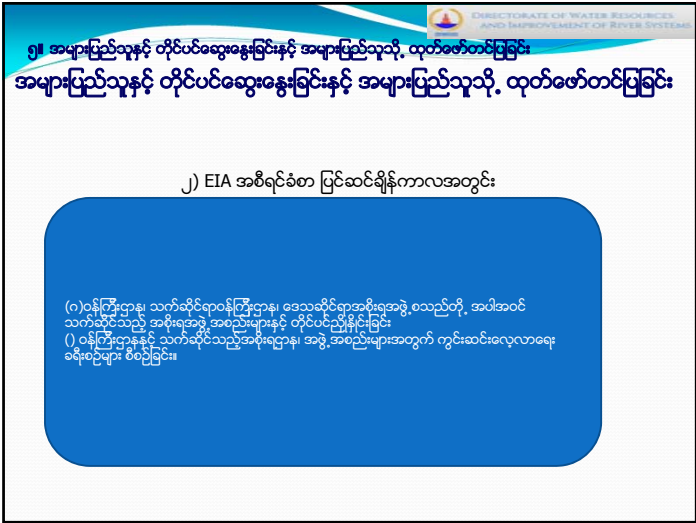 DIRECTORATE OF WATER RESOURCES
AND IMPROVEMENT OF RIVER SYSTEMS
၅။ အများပြည်သူနှင့် တိုင်ပင်ဆွေးနွေးခြင်းနှင့် အများပြည်သူသို့ ထုတ်ဖော်တင်ပြခြင်း
အများပြည်သူနှင့် တိုင်ပင်ဆွေးနွေးခြင်းနှင့် အများပြည်သူသို့ ထုတ်ဖော်တင်ပြခြင်း
၂) EIA အစီရင်ခံစာ ပြင်ဆင်ချိန်ကာလအတွင်း
(ဂ)ဝန်ကြီးဌာန၊ သက်ဆိုင်ရာဝန်ကြီးဌာန၊ ဒေသဆိုင်ရာအစိုးရအဖွဲ့စသည်တို့ အပါအဝင်
သက်ဆိုင်သည့် အစိုးရအဖွဲ့အစည်းများနှင့် တိုင်ပင်ညှိနှိုင်းခြင်း
() ဝန်ကြီးဌာနနှင့် သက်ဆိုင်သည့်အစိုးရဌာန၊ အဖွဲ့အစည်းများအတွက် ကွင်းဆင်းလေ့လာရေး
ခရီးစဉ်များ စီစဉ်ခြင်း။